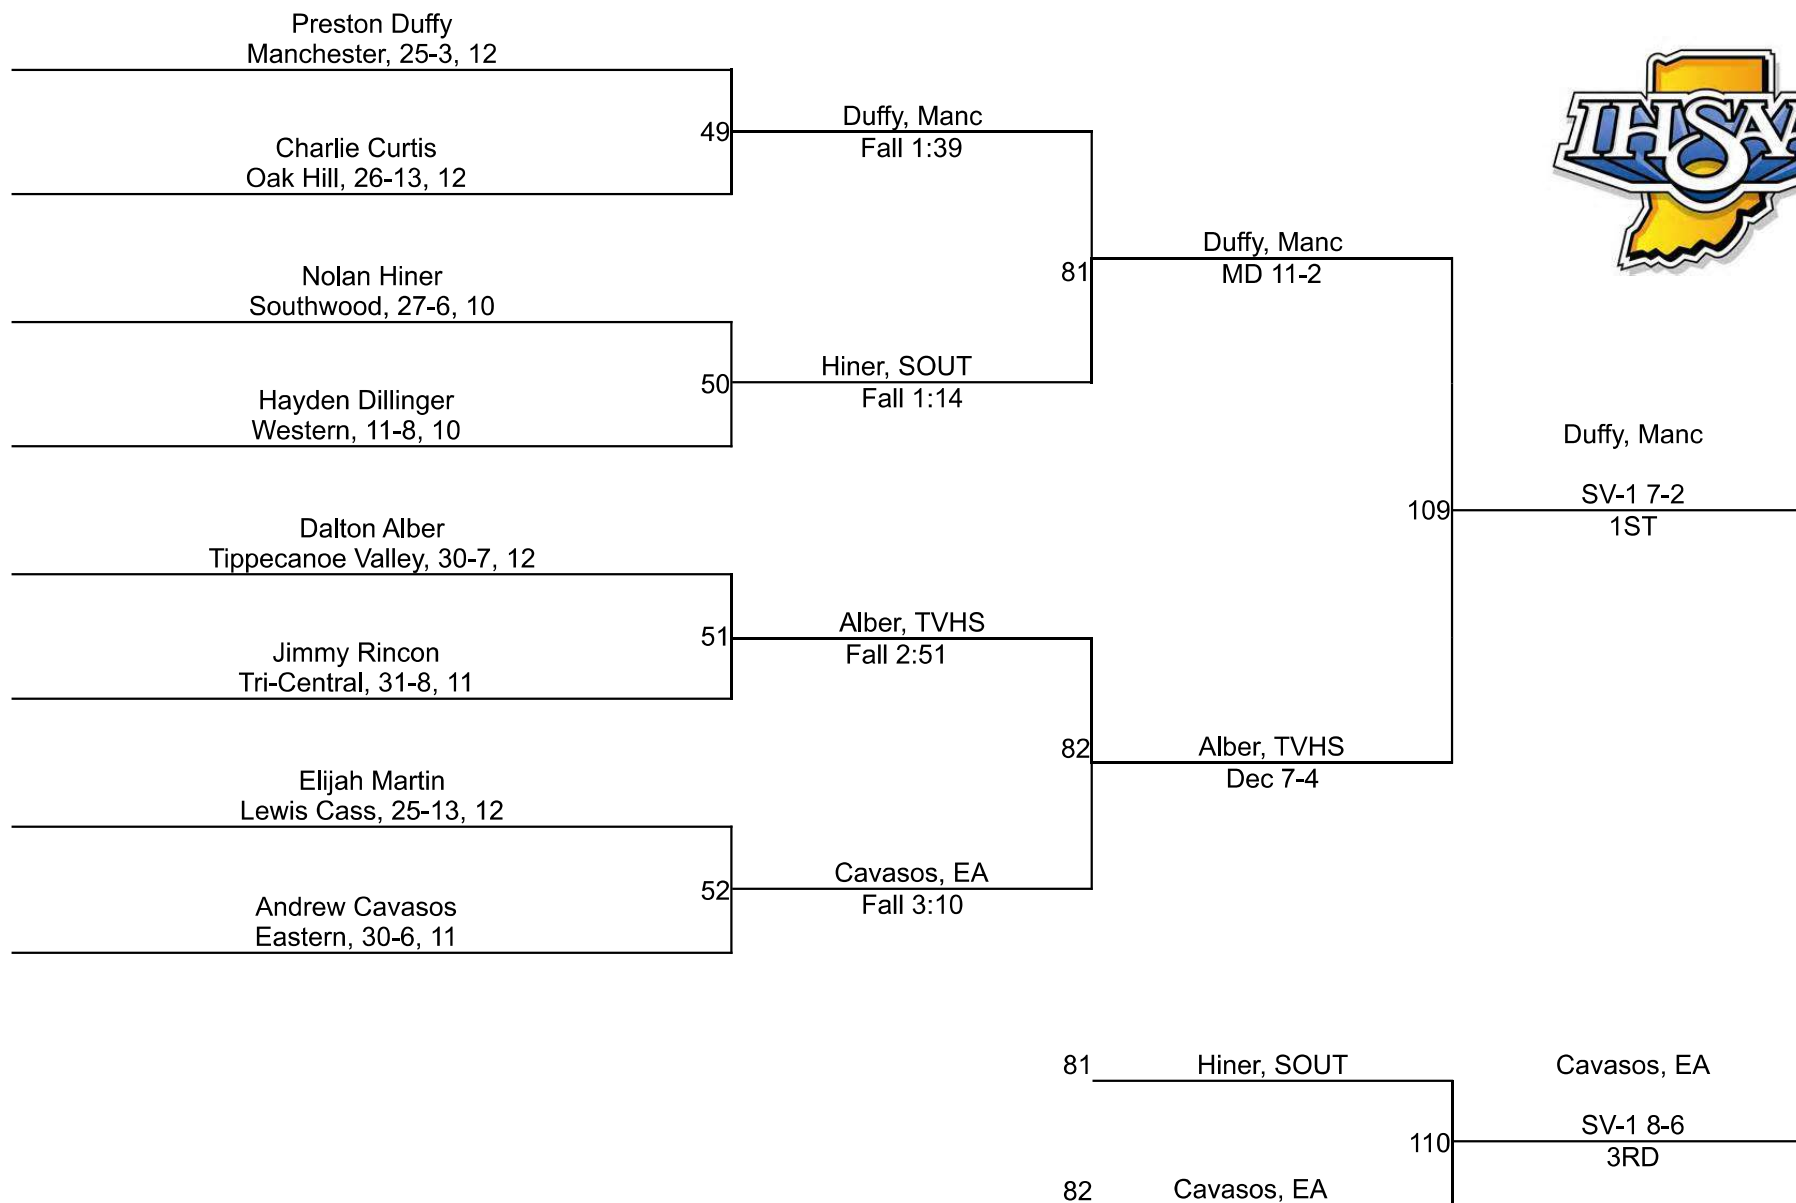 Preston Duffy
Manchester, 25-3, 12
49
Duffy, Manc
Fall 1:39
Charlie Curtis
Oak Hill, 26-13, 12
81
Duffy, Manc
MD 11-2
Nolan Hiner
Southwood, 27-6, 10
50
Hiner, SOUT
Fall 1:14
Hayden Dillinger
Western, 11-8, 10
109
Duffy, Manc
SV-1 7-2
1ST
Dalton Alber
Tippecanoe Valley, 30-7, 12
51
Alber, TVHS
Fall 2:51
Jimmy Rincon
Tri-Central, 31-8, 11
82
Alber, TVHS
Dec 7-4
Elijah Martin
Lewis Cass, 25-13, 12
52
Cavasos, EA
Fall 3:10
Andrew Cavasos
Eastern, 30-6, 11
IHSAA
81
Hiner, SOUT
110
Cavasos, EA
SV-1 8-6
3RD
82
Cavasos, EA